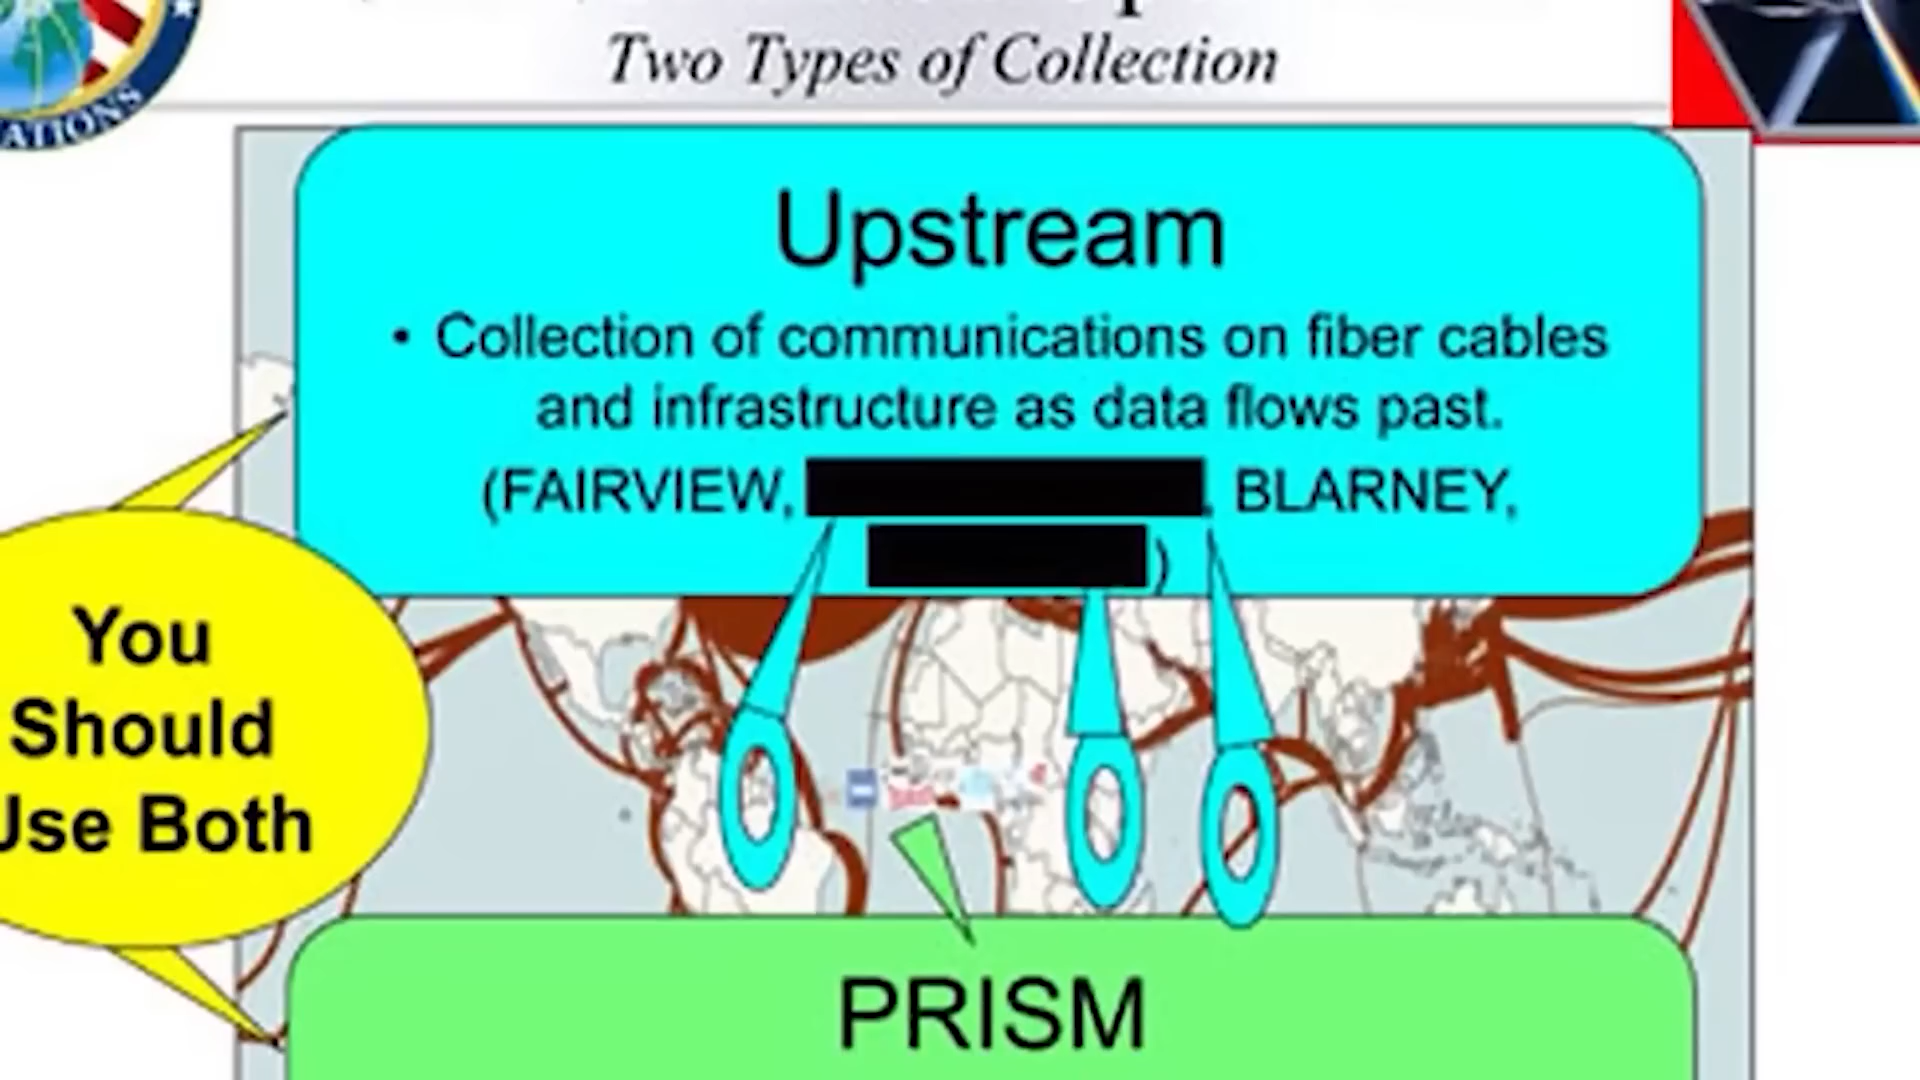 Two Types of Collection
ATIONS
Upstream
• Collection of communications on fiber cables
and infrastructure as data flows past.
(FAIRVIEW, , BLARNEY,
)
You
Should
Use Both
PRISM